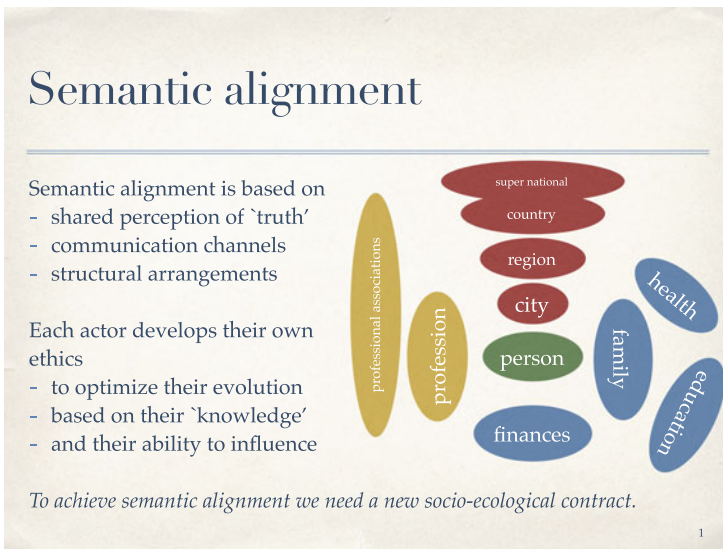 Semantic alignment
Semantic alignment is based on
- shared perception of `truth’
- communication channels
- structural arrangements
Each actor develops their own
ethics
- to optimize their evolution
- based on their `knowledge’
- and their ability to influence
super national
country
region
city
person
finances
professional associations
profession
family
health
education
To achieve semantic alignment we need a new socio-ecological contract.
1